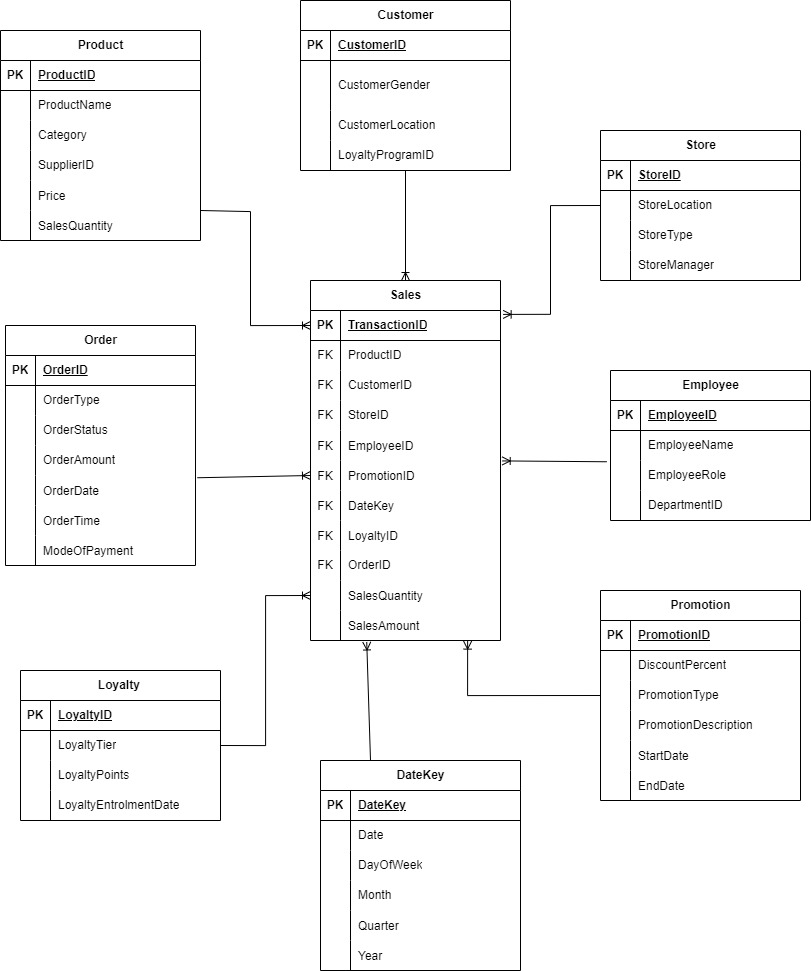 Customer
PK CustomerID
CustomerGender
CustomerLocation
LoyaltyProgramID
Product
PK ProductID
ProductName
Category
SupplierID
Price
SalesQuantity
Store
PK StoreID
StoreLocation
StoreType
StoreManager
Sales
PK TransactionID
FK ProductID
FK CustomerID
FK StoreID
FK EmployeeID
FK PromotionID
FK DateKey
FK LoyaltyID
FK OrderID
SalesQuantity
SalesAmount
Order
PK OrderID
OrderType
OrderStatus
OrderAmount
OrderDate
OrderTime
ModeOfPayment
Employee
PK EmployeeID
EmployeeName
EmployeeRole
DepartmentID
Promotion
PK PromotionID
DiscountPercent
PromotionType
PromotionDescription
StartDate
EndDate
Loyalty
PK LoyaltyID
LoyaltyTier
LoyaltyPoints
LoyaltyEntrolmentDate
DateKey
PK DateKey
Date
DayOfWeek
Month
Quarter
Year